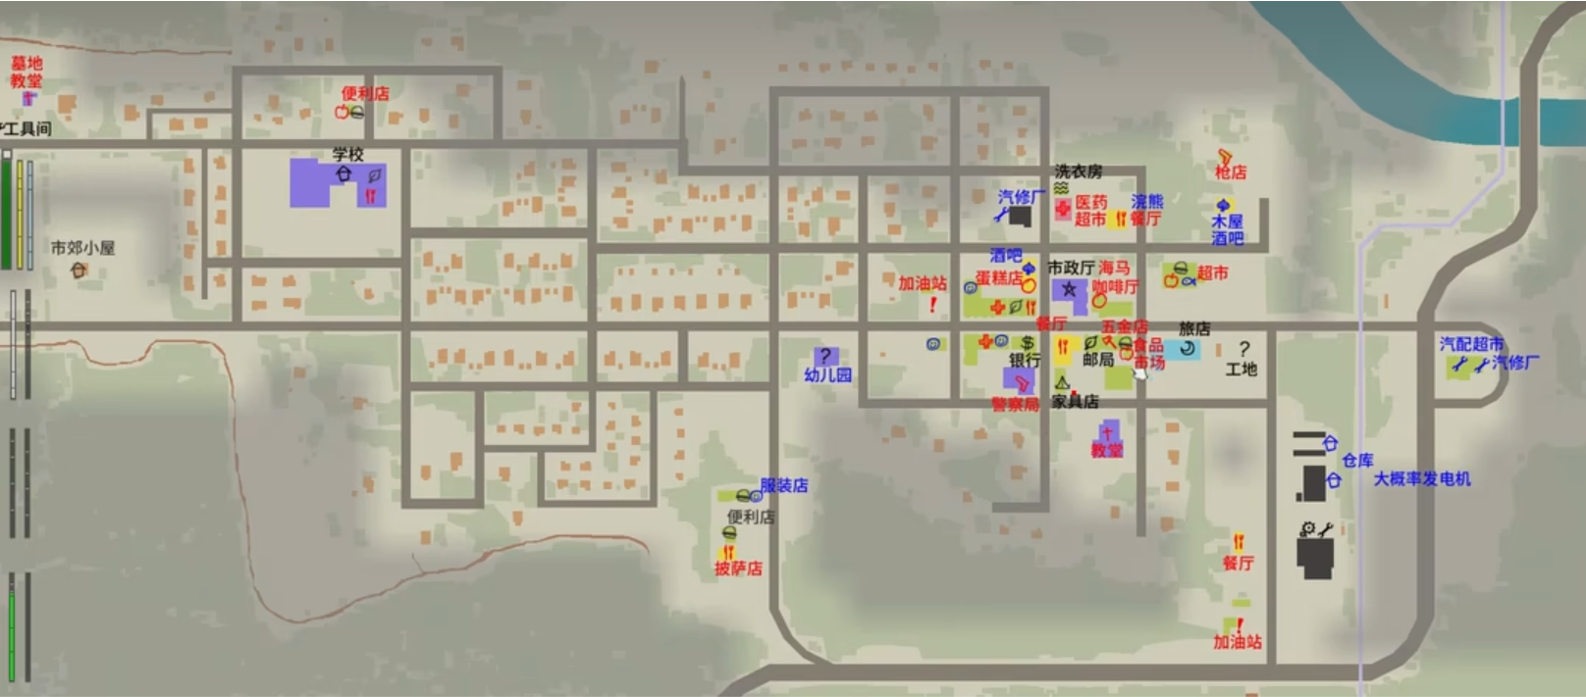 墓地
教堂
工具间
便利店
学校
市郊小屋
洗衣房
汽修厂
医药
超市
浣熊
餐厅
枪店
木屋
酒吧
酒吧
蛋糕店
加油站
市政厅
海马
咖啡厅
超市
餐厅
五金店
旅店
银行
邮局
食品
市场
?
工地
汽配超市
汽修厂
?
幼儿园
警察局
家具店
教堂
仓库
大概率发电机
服装店
便利店
披萨店
餐厅
加油站